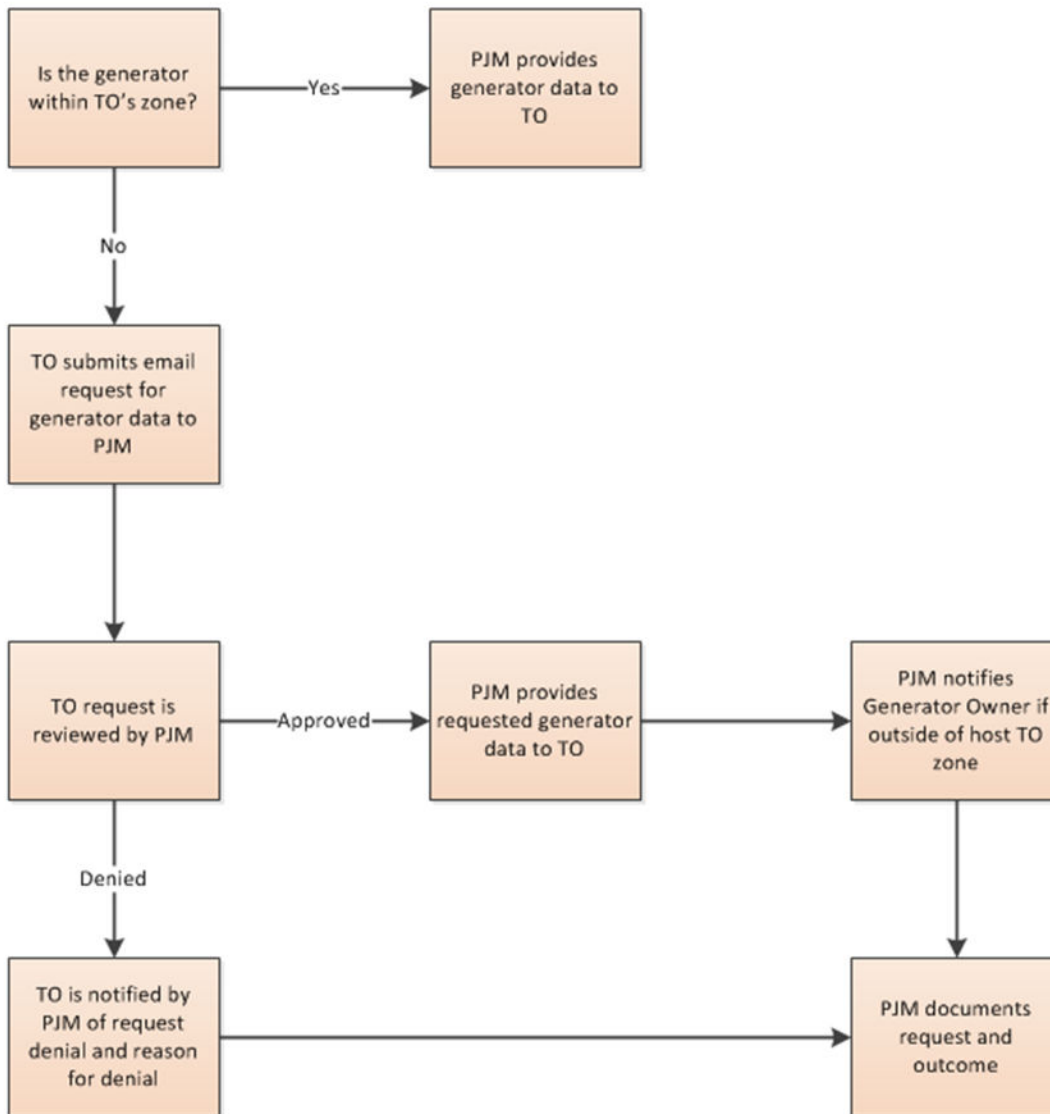 Is the generator
within TO's zone?
Yes
PJM provides
generator data to
TO
No
TO submits email
request for
generator data to
PJM
TO request is
reviewed by PJM
Approved
PJM provides
requested generator
data to TO
PJM notifies
Generator Owner if
outside of host TO
zone
Denied
TO is notified by
PJM of request
denial and reason
for denial
PJM documents
request and
outcome